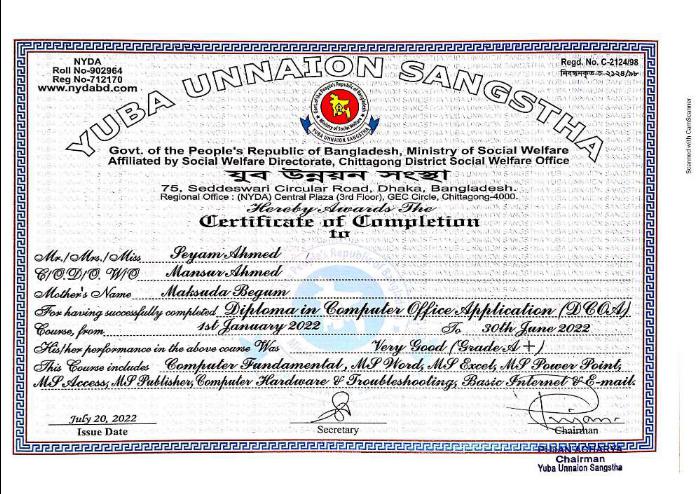 NYDA
Roll No-902964
Reg No-712170
www.nydabd.com
Regd. No. C-2124/98
YUBA UNNAION SANGSTHA
Govt. of the People's Republic of Bangladesh, Ministry of Social Welfare
Affiliated by Social Welfare Directorate, Chittagong District Social Welfare Office
যুব উন্নয়ন সংস্থা
75, Seddeswari Circular Road, Dhaka, Bangladesh.
Regional Office : (NYDA) Central Plaza (3rd Floor), GEC Circle, Chittagong-4000.
Hereby Awards The
Certificate of Completion
to
Mr./Mrs./Miss. Seyam Ahmed
C/O, D/O, W/O Mansur Ahmed
Mother's Name Maksuda Begum
For having successfully completed Diploma in Computer Office Application (DCOA)
Course, from 1st January 2022 To 30th June 2022
His/her performance in the above course Was Very Good (Grade A+)
This Course includes Computer Fundamental, MS Word, MS Excel, MS Power Point,
MS Access, MS Publisher, Computer Hardware & Troubleshooting, Basic Internet & E-mail.
July 20, 2022
Issue Date
Secretary
Chairman
PIJIAN ACHARYA
Chairman
Yuba Unnaion Sangstha
Scanned with CamScanner